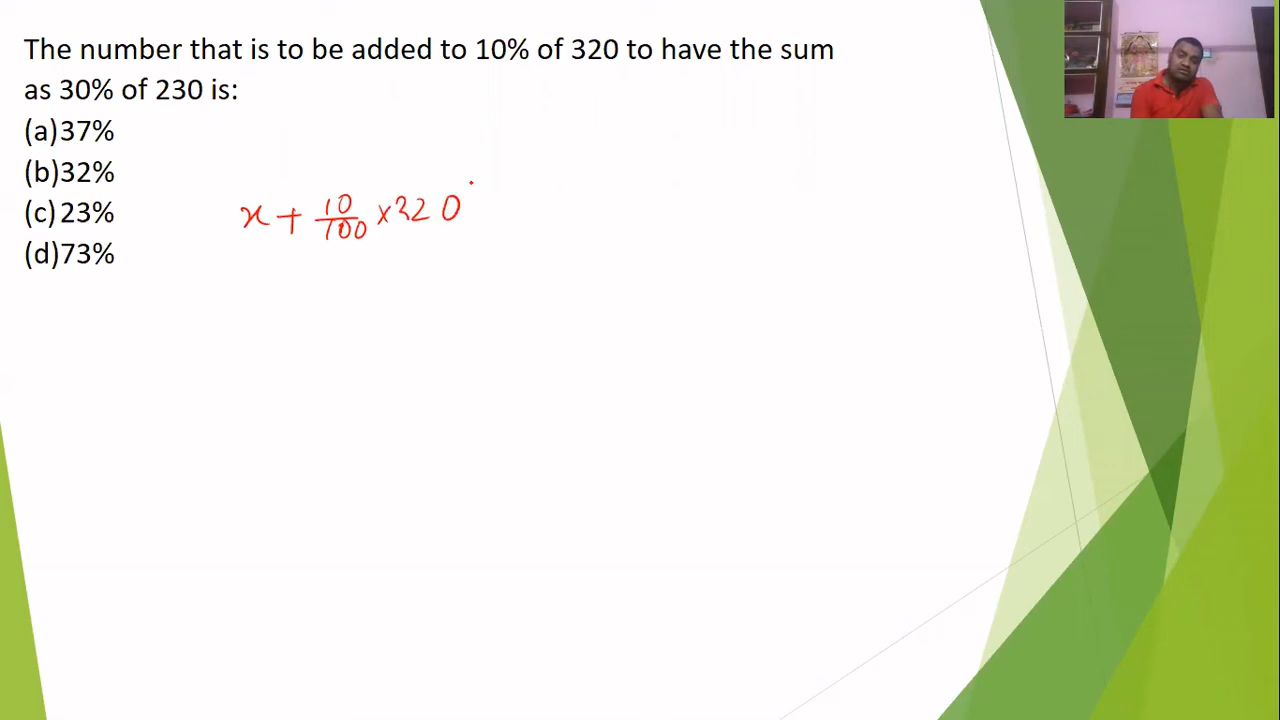 The number that is to be added to 10% of 320 to have the sum
as 30% of 230 is:
(a)37%
(b)32%
(c)23%
(d)73%
x + 10/100 × 320